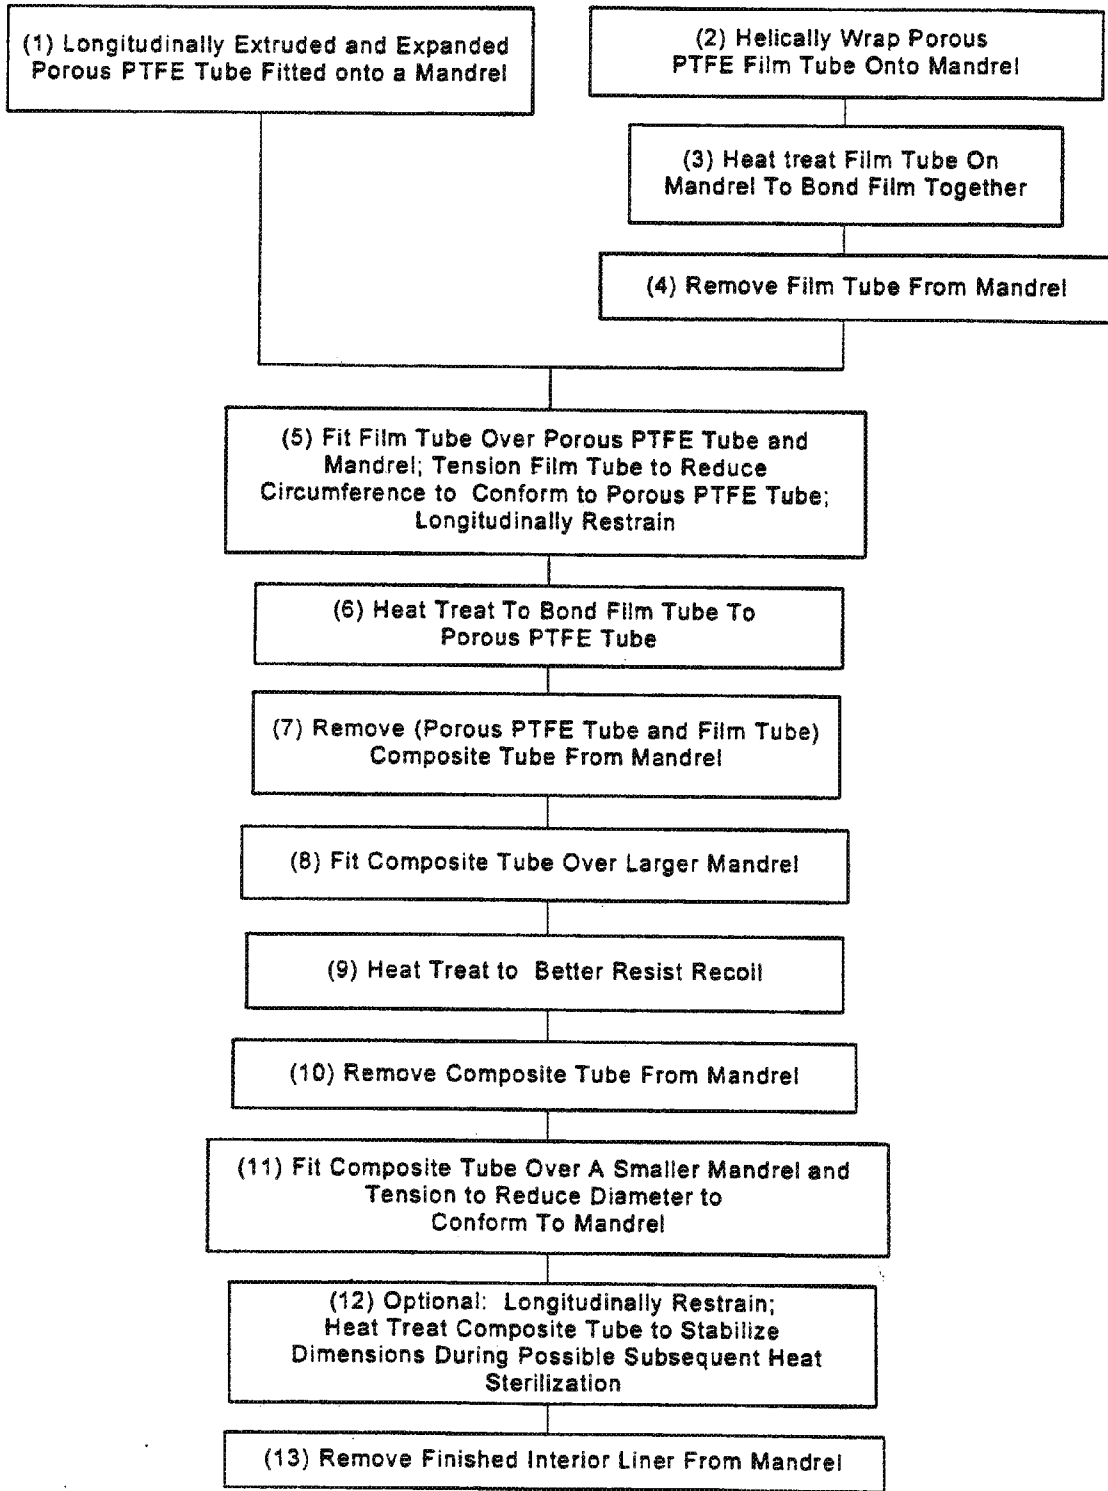 (1) Longitudinally Extruded and Expanded
Porous PTFE Tube Fitted onto a Mandrel
(2) Helically Wrap Porous
PTFE Film Tube Onto Mandrel
(3) Heat treat Film Tube On
Mandrel To Bond Film Together
(4) Remove Film Tube From Mandrel
(5) Fit Film Tube Over Porous PTFE Tube and
Mandrel; Tension Film Tube to Reduce
Circumference to Conform to Porous PTFE Tube;
Longitudinally Restrain
(6) Heat Treat To Bond Film Tube To
Porous PTFE Tube
(7) Remove (Porous PTFE Tube and Film Tube)
Composite Tube From Mandrel
(8) Fit Composite Tube Over Larger Mandrel
(9) Heat Treat to Better Resist Recoil
(10) Remove Composite Tube From Mandrel
(11) Fit Composite Tube Over A Smaller Mandrel and
Tension to Reduce Diameter to
Conform To Mandrel
(12) Optional: Longitudinally Restrain;
Heat Treat Composite Tube to Stabilize
Dimensions During Possible Subsequent Heat
Sterilization
(13) Remove Finished Interior Liner From Mandrel